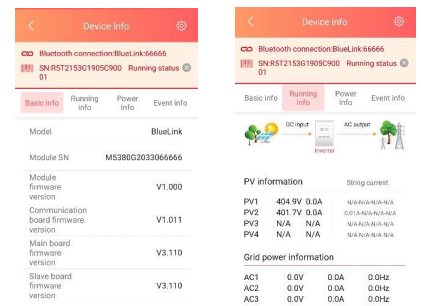 Device info
Bluetooth connection:BlueLink:66666
SN:R5T2153G1905C900 Running status
01
Basic info
Running info
Power Info
Event info
Model BlueLink
Module SN M5380G2033066666
Module
firmware V1.000
version
Communication
board firmware V1.011
version
Main board
firmware V3.110
version
Slave board
firmware V3.110
version
Device info
Bluetooth connection:BlueLink:66666
SN:R5T2153G1905C900 Running status
01
Basic info
Running info
Power Info
Event info
DC input
AC output
Inverter
PV information String current
PV1 404.9V 0.0A N/A-N/A-N/A-N/A
PV2 401.7V 0.0A 0.01A-N/A-N/A-N/A
PV3 N/A N/A N/A-N/A-N/A-N/A
PV4 N/A N/A N/A-N/A-N/A-N/A
Grid power information
AC1 0.0V 0.0A 0.0Hz
AC2 0.0V 0.0A 0.0Hz
AC3 0.0V 0.0A 0.0Hz